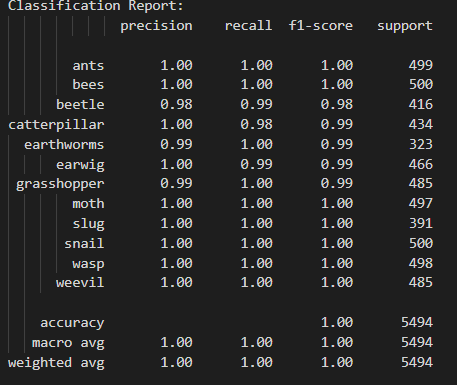 Classification Report:
precision recall f1-score support
ants 1.00 1.00 1.00 499
bees 1.00 1.00 1.00 500
beetle 0.98 0.99 0.98 416
catterpillar 1.00 0.98 0.99 434
earthworms 0.99 1.00 0.99 323
earwig 1.00 0.99 0.99 466
grasshopper 0.99 1.00 0.99 485
moth 1.00 1.00 1.00 497
slug 1.00 1.00 1.00 391
snail 1.00 1.00 1.00 500
wasp 1.00 1.00 1.00 498
weevil 1.00 1.00 1.00 485
accuracy 1.00 5494
macro avg 1.00 1.00 1.00 5494
weighted avg 1.00 1.00 1.00 5494